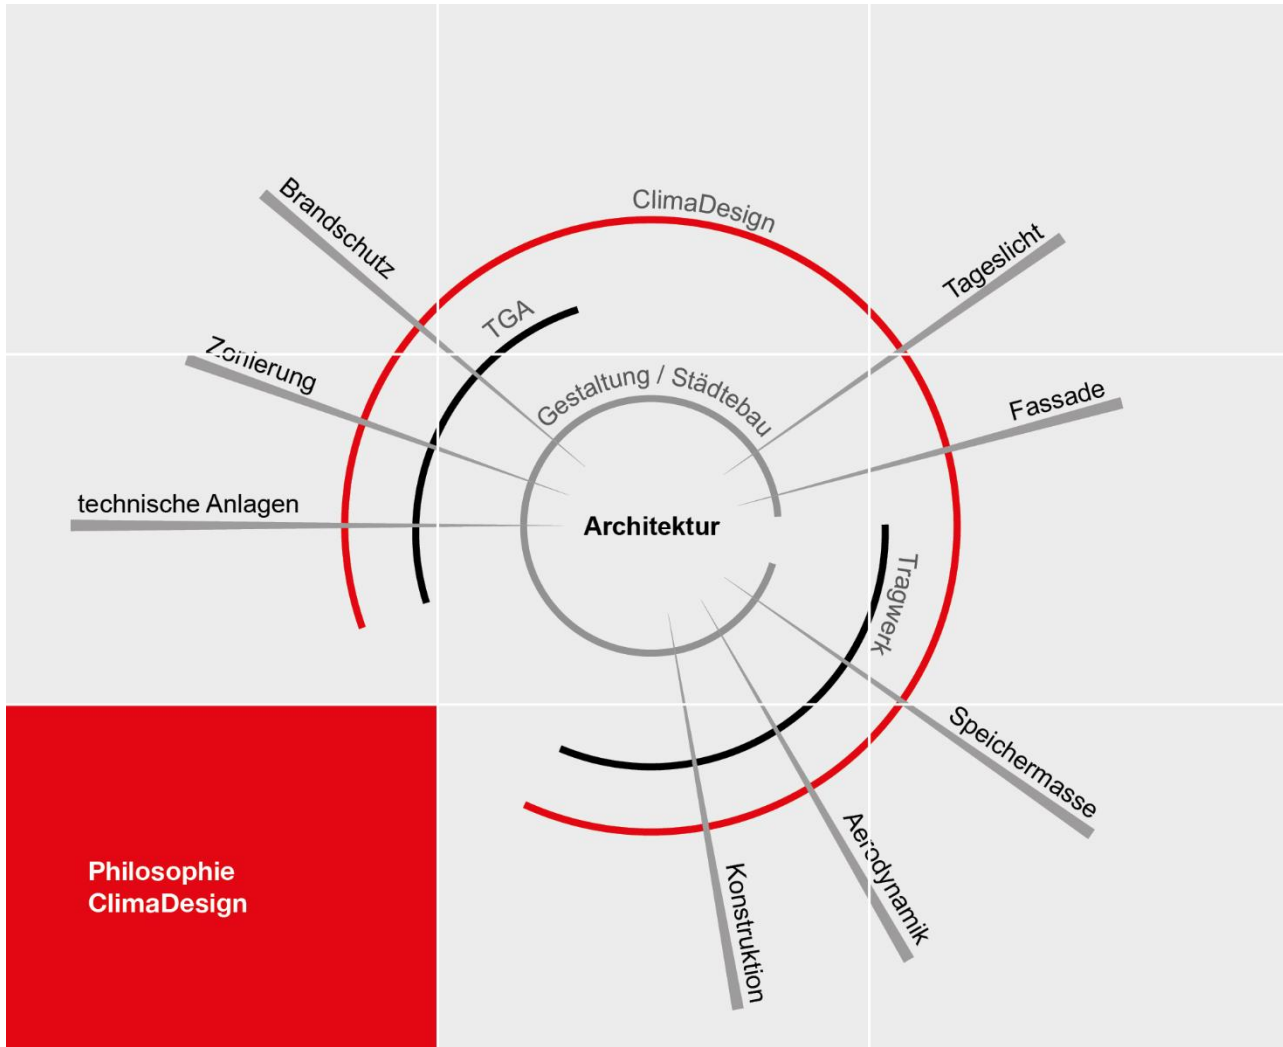 ClimaDesign
Brandschutz
Tageslicht
TGA
Zonierung
Gestaltung / Städtebau
Fassade
technische Anlagen
Architektur
Tragwerk
Speichermasse
Aerodynamik
Konstruktion
Philosophie
ClimaDesign